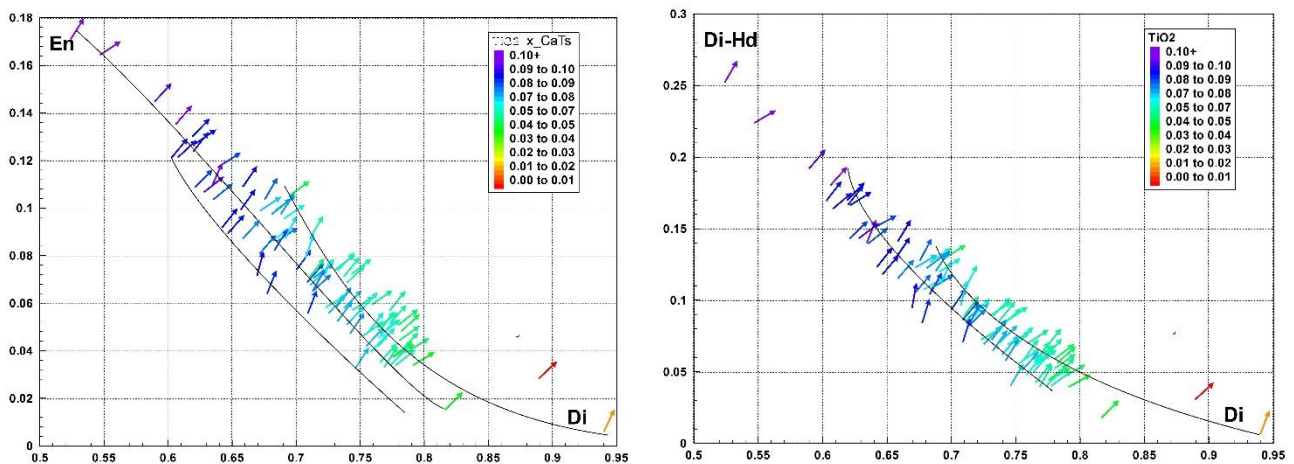 0.18
0.16
0.14
0.12
0.1
0.08
0.06
0.04
0.02
0
En
TiO2 x_CaTs
0.10+
0.09 to 0.10
0.08 to 0.09
0.07 to 0.08
0.05 to 0.07
0.04 to 0.05
0.03 to 0.04
0.02 to 0.03
0.01 to 0.02
0.00 to 0.01
Di
0.5 0.55 0.6 0.65 0.7 0.75 0.8 0.85 0.9 0.95
0.3
0.25
0.2
0.15
0.1
0.05
0
Di-Hd
TiO2
0.10+
0.09 to 0.10
0.08 to 0.09
0.07 to 0.08
0.05 to 0.07
0.04 to 0.05
0.03 to 0.04
0.02 to 0.03
0.01 to 0.02
0.00 to 0.01
Di
0.5 0.55 0.6 0.65 0.7 0.75 0.8 0.85 0.9 0.95